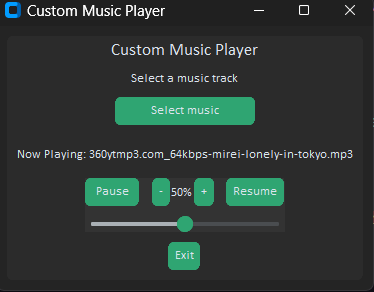 Custom Music Player
Custom Music Player
Select a music track
Select music
Now Playing: 360ytmp3.com_64kbps-mirei-lonely-in-tokyo.mp3
Pause - 50% + Resume
Exit